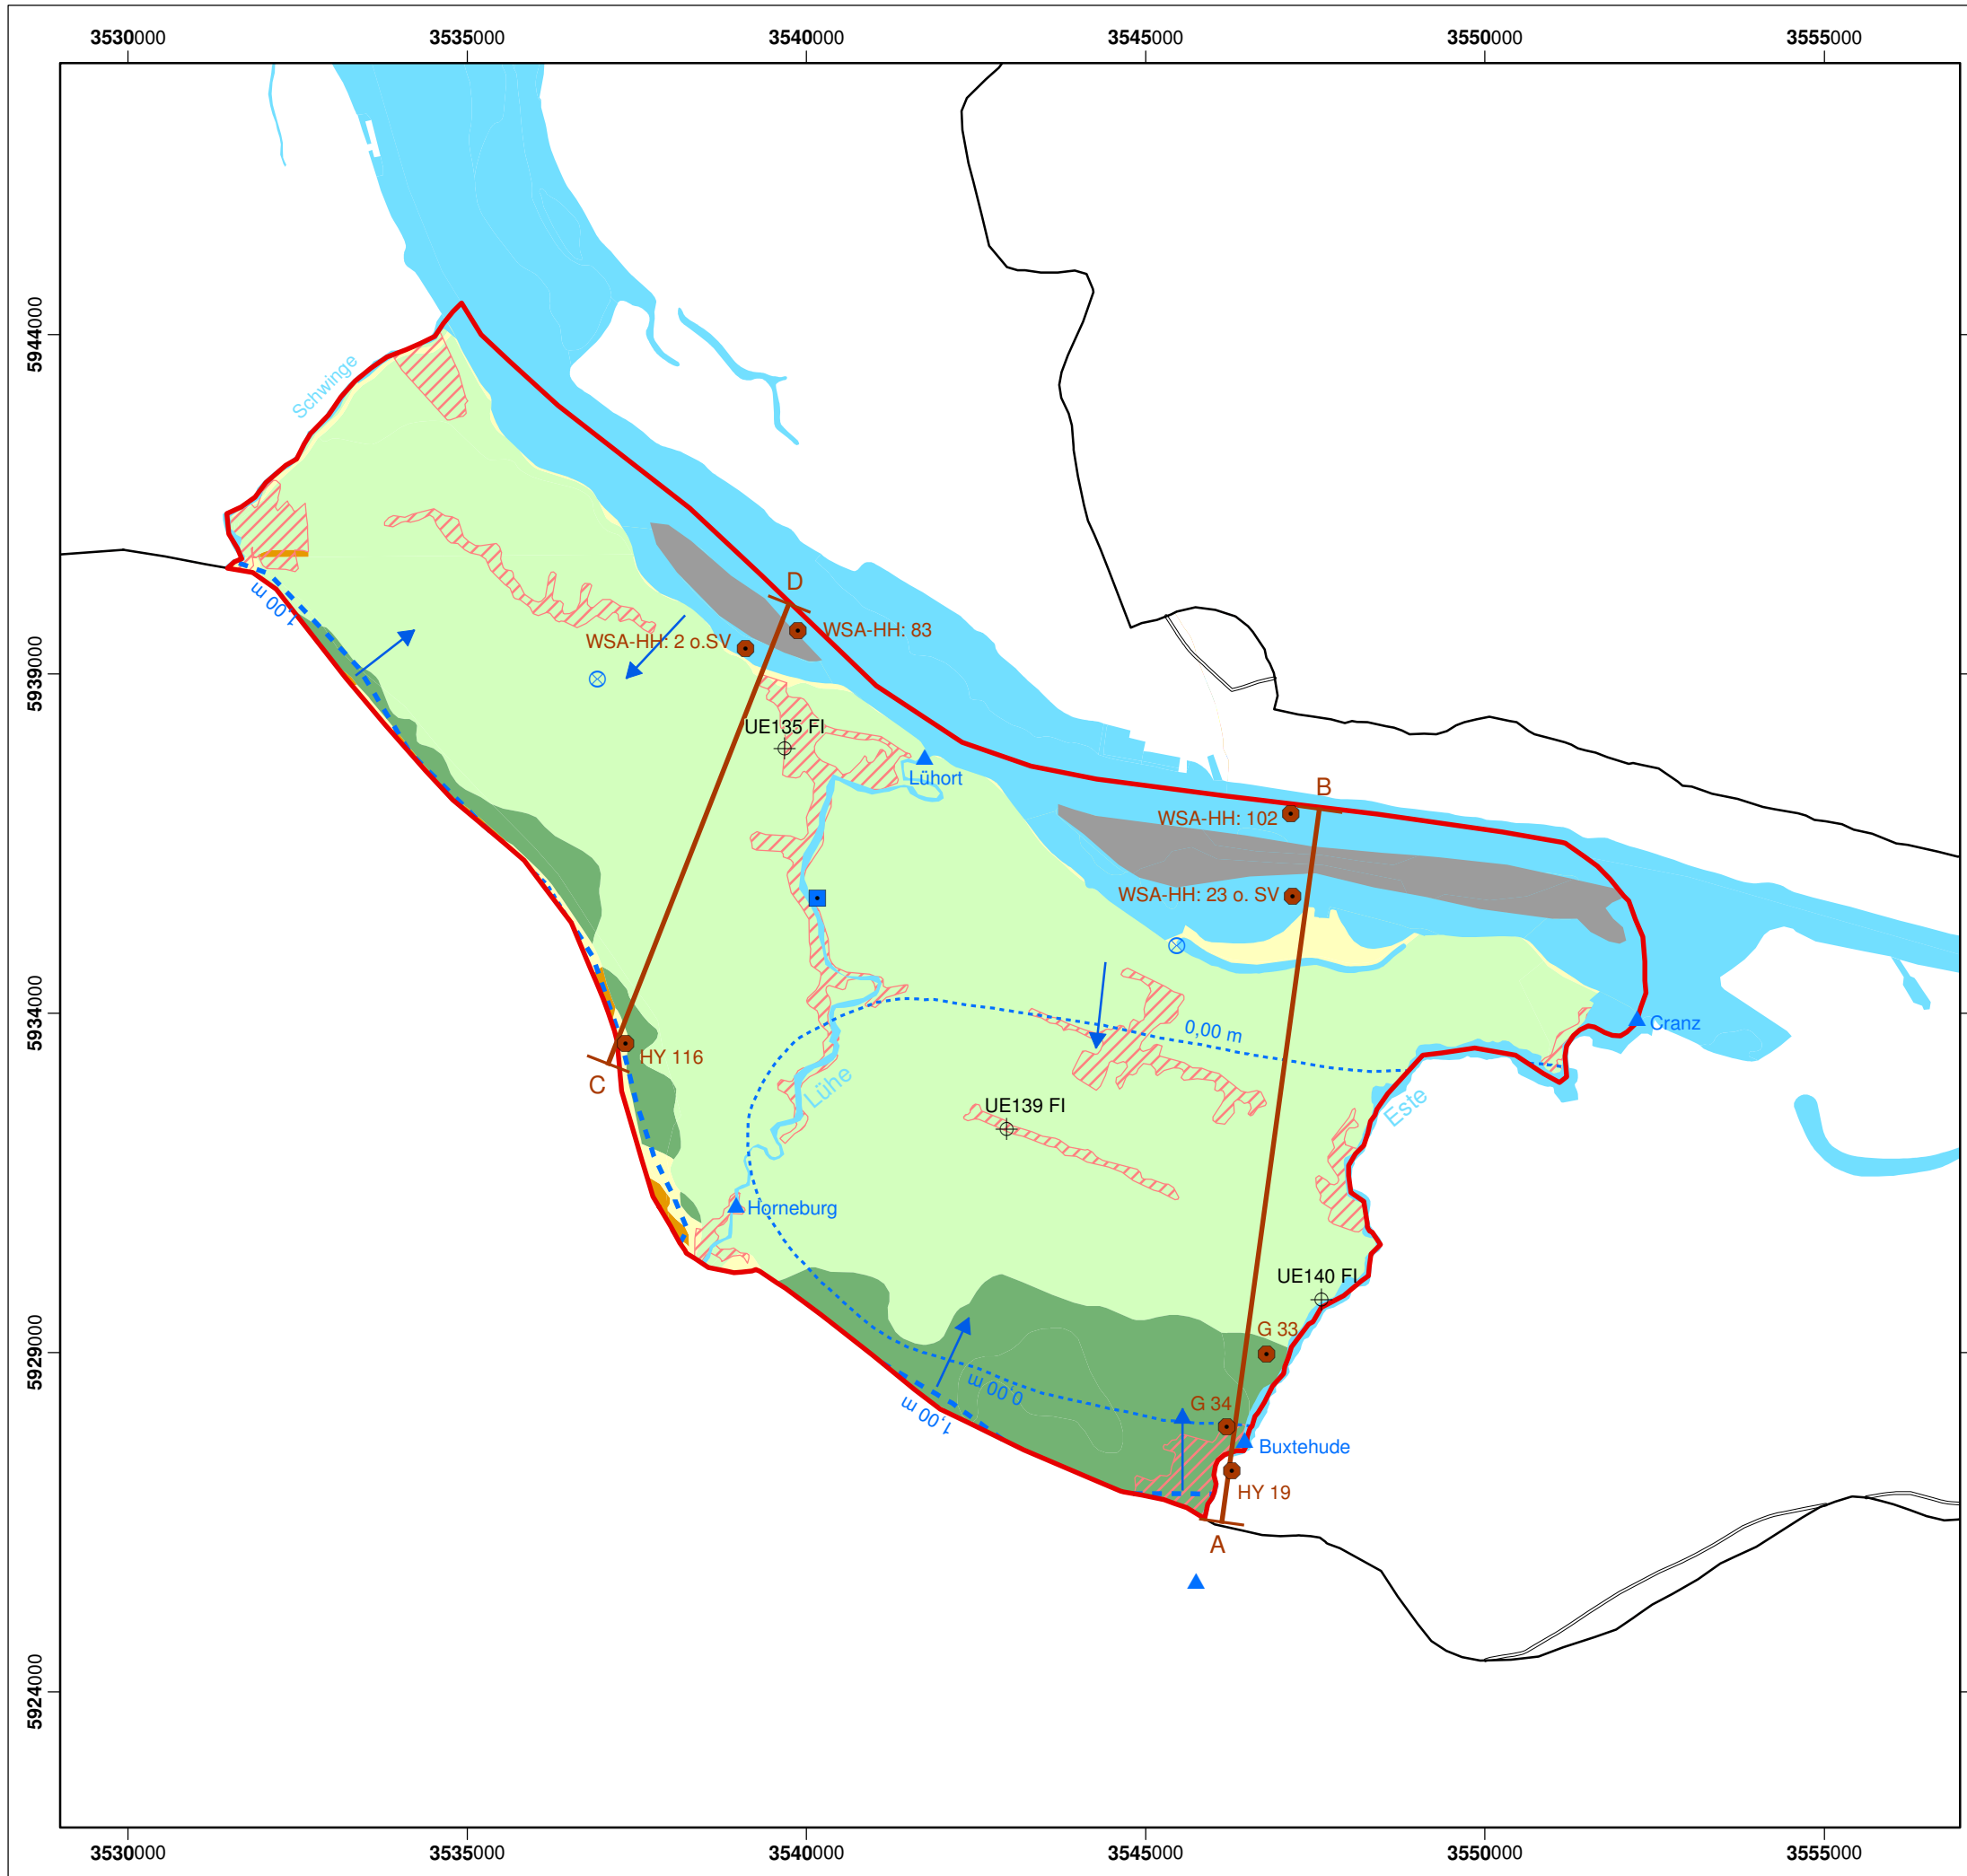 3530000 3535000 3540000 3545000 3550000 3555000
5944000
Schwinge
1,00 m
D
WSA-HH: 83
WSA-HH: 2 o.SV
5939000
UE135 FI
Lühort
B
WSA-HH: 102
WSA-HH: 23 o. SV
5934000
Cranz
0,00 m
HY 116
C
Lühe
UE139 FI
Este
Horneburg
UE140 FI
G 33
5929000
0,00 m
1,00 m
G 34
Buxtehude
HY 19
A
5924000
3530000 3535000 3540000 3545000 3550000 3555000